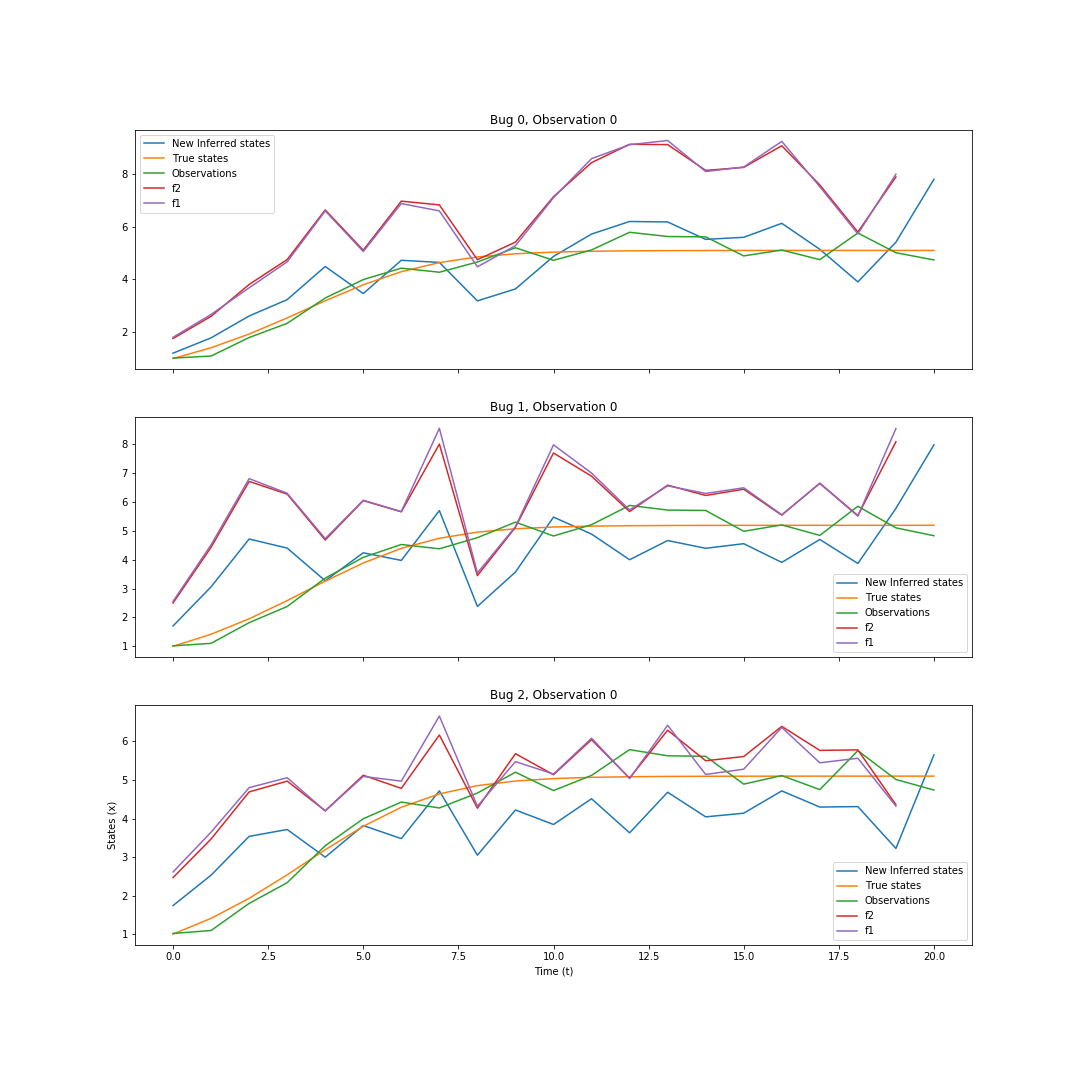 Bug 0, Observation 0
New Inferred states
True states
Observations
f2
f1
8
6
4
2
Bug 1, Observation 0
8
7
6
5
4
3
2
1
New Inferred states
True states
Observations
f2
f1
Bug 2, Observation 0
States (x)
6
5
4
3
2
1
New Inferred states
True states
Observations
f2
f1
0.0 2.5 5.0 7.5 10.0 12.5 15.0 17.5 20.0
Time (t)